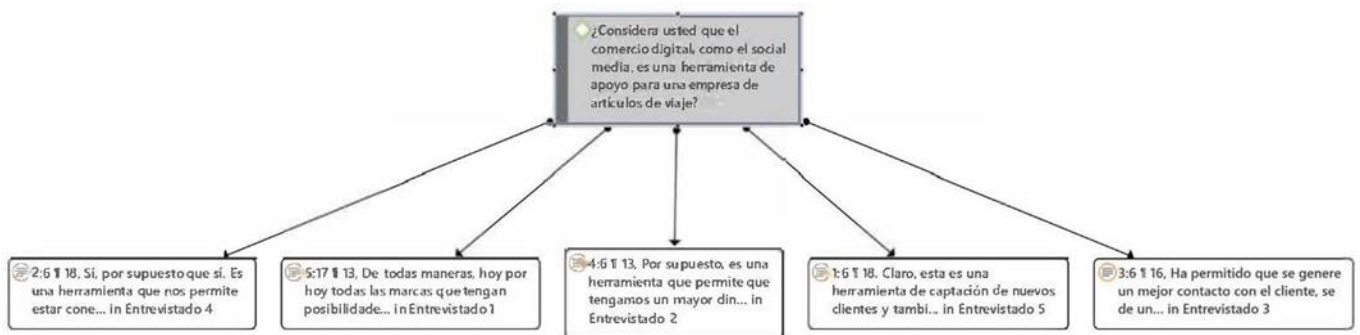 ¿Considera usted que el
comercio digital, como el social
media, es una herramienta de
apoyo para una empresa de
artículos de viaje?
2:6 ¶ 18, Sí, por supuesto que sí. Es
una herramienta que nos permite
estar cone... in Entrevistado 4
5:17 ¶ 13, De todas maneras, hoy por
hoy todas las marcas que tengan
posibilidade... in Entrevistado 1
4:6 ¶ 13, Por supuesto, es una
herramienta que permite que
tengamos un mayor din... in
Entrevistado 2
1:6 ¶ 18. Claro, esta es una
herramienta de captación de nuevos
clientes y tambi... in Entrevistado 5
3:6 ¶ 16, Ha permitido que se genere
un mejor contacto con el cliente, se
de un... in Entrevistado 3